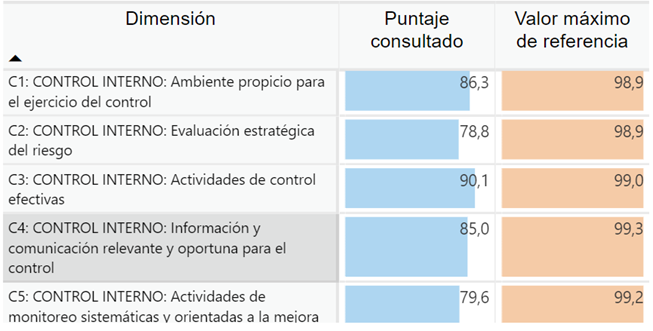 Dimensión
Puntaje
consultado
Valor máximo
de referencia
C1: CONTROL INTERNO: Ambiente propicio para
el ejercicio del control
86,3
98,9
C2: CONTROL INTERNO: Evaluación estratégica
del riesgo
78,8
98,9
C3: CONTROL INTERNO: Actividades de control
efectivas
90,1
99,0
C4: CONTROL INTERNO: Información y
comunicación relevante y oportuna para el
control
85,0
99,3
C5: CONTROL INTERNO: Actividades de
monitoreo sistemáticas y orientadas a la mejora
79,6
99,2